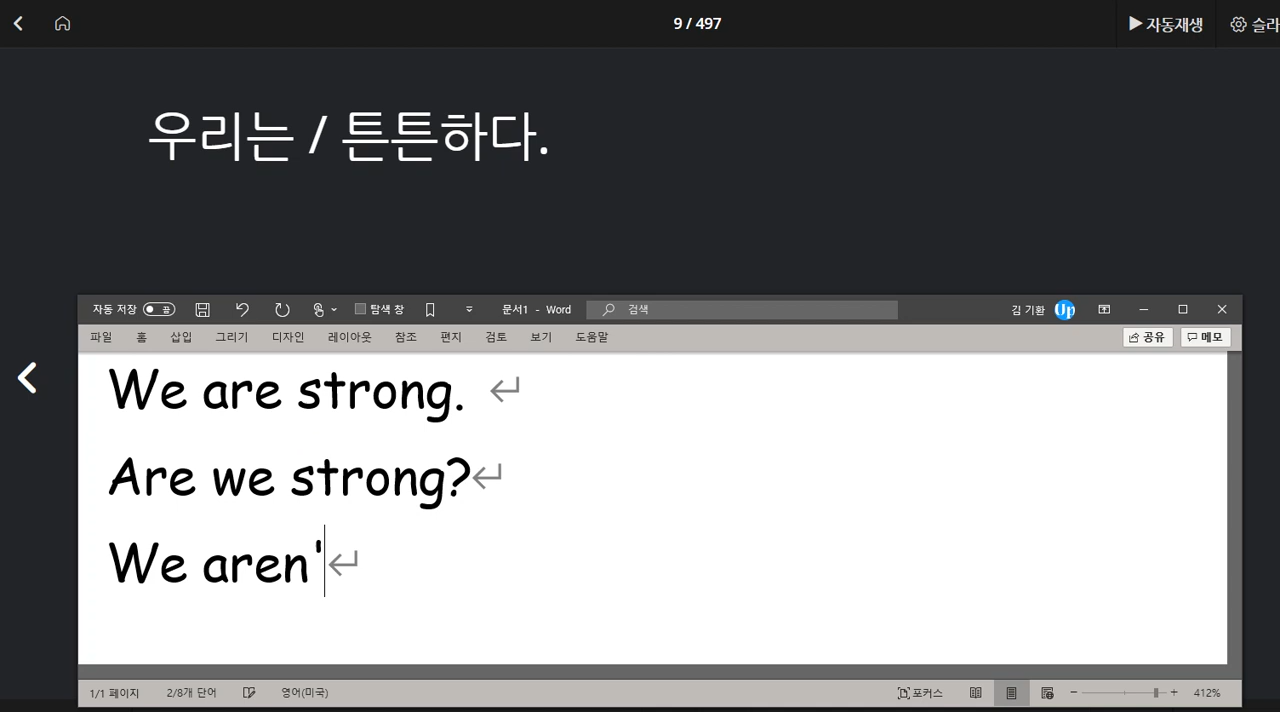 9 / 497
▶ 자동재생
슬라
우리는 / 튼튼하다.
자동 저장 끔 탐색 창 문서1 - Word 검색 김 기환 Up
파일 홈 삽입 그리기 디자인 레이아웃 참조 편지 검토 보기 도움말 공유 메모
We are strong.
Are we strong?
We aren'
1/1 페이지 2/8개 단어 영어(미국) 포커스 412%